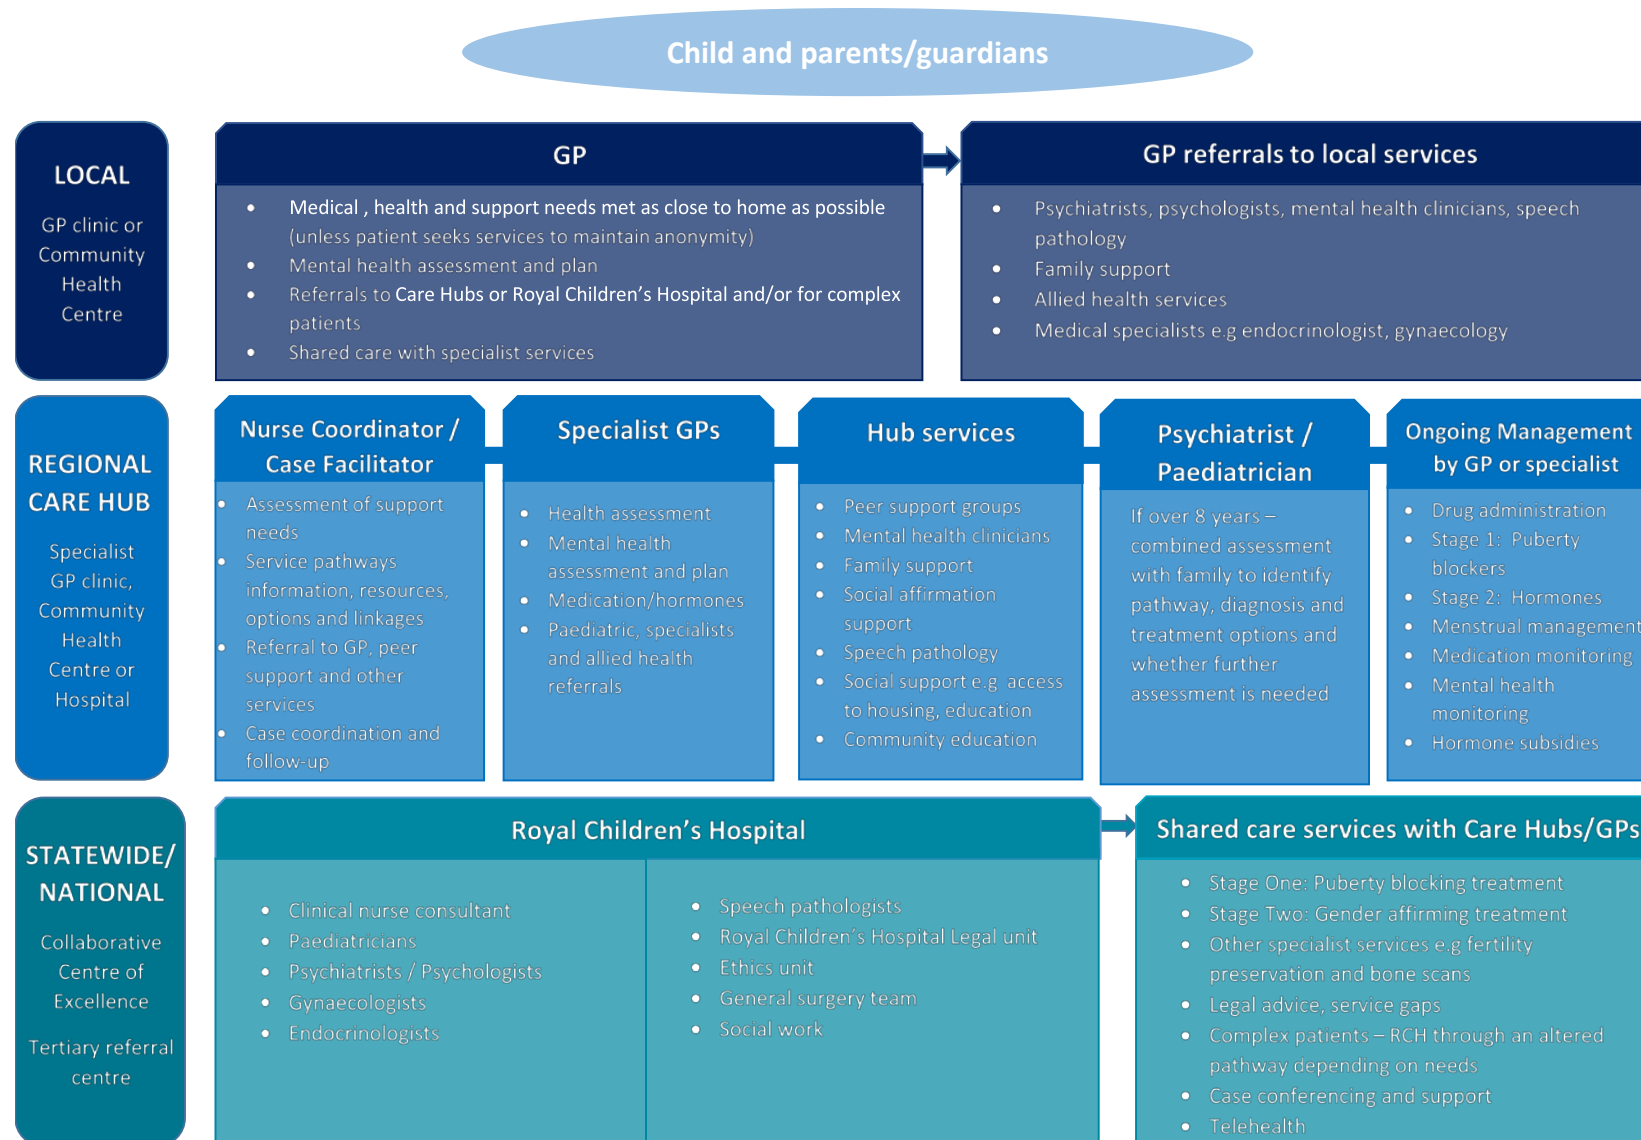 Child and parents/guardians
LOCAL
GP clinic or
Community
Health
Centre
GP
• Medical , health and support needs met as close to home as possible
(unless patient seeks services to maintain anonymity)
• Mental health assessment and plan
• Referrals to Care Hubs or Royal Children’s Hospital and/or for complex
patients
• Shared care with specialist services
GP referrals to local services
• Psychiatrists, psychologists, mental health clinicians, speech
pathology
• Family support
• Allied health services
• Medical specialists e.g endocrinologist, gynaecology
REGIONAL
CARE HUB
Specialist
GP clinic,
Community
Health
Centre or
Hospital
Nurse Coordinator /
Case Facilitator
• Assessment of support
needs
• Service pathways
information, resources,
options and linkages
• Referral to GP, peer
support and other
services
• Case coordination and
follow-up
Specialist GPs
• Health assessment
• Mental health
assessment and plan
• Medication/hormones
• Paediatric, specialists
and allied health
referrals
Hub services
• Peer support groups
• Mental health clinicians
• Family support
• Social affirmation
support
• Speech pathology
• Social support e.g access
to housing, education
• Community education
Psychiatrist /
Paediatrician
If over 8 years –
combined assessment
with family to identify
pathway, diagnosis and
treatment options and
whether further
assessment is needed
Ongoing Management
by GP or specialist
• Drug administration
• Stage 1: Puberty
blockers
• Stage 2: Hormones
• Menstrual management
• Medication monitoring
• Mental health
monitoring
• Hormone subsidies
STATEWIDE/
NATIONAL
Collaborative
Centre of
Excellence
Tertiary referral
centre
Royal Children’s Hospital
• Clinical nurse consultant
• Paediatricians
• Psychiatrists / Psychologists
• Gynaecologists
• Endocrinologists
• Speech pathologists
• Royal Children’s Hospital Legal unit
• Ethics unit
• General surgery team
• Social work
Shared care services with Care Hubs/GPs
• Stage One: Puberty blocking treatment
• Stage Two: Gender affirming treatment
• Other specialist services e.g fertility
preservation and bone scans
• Legal advice, service gaps
• Complex patients – RCH through an altered
pathway depending on needs
• Case conferencing and support
• Telehealth